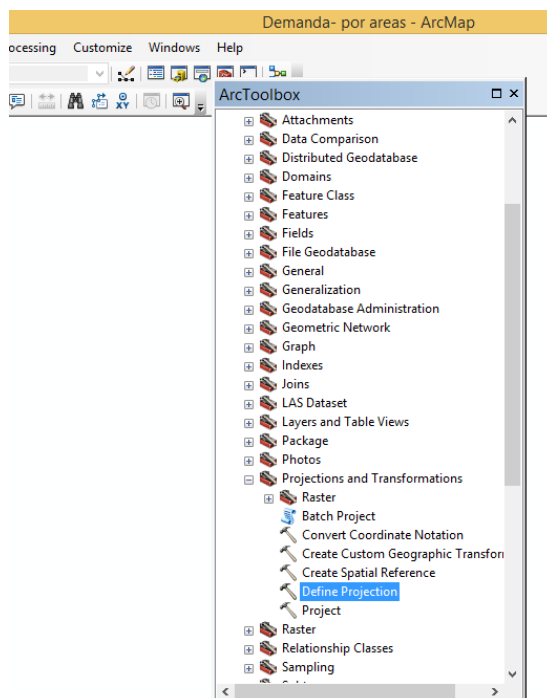 Demanda- por areas - ArcMap
ocessing Customize Windows Help
XY
ArcToolbox
Attachments
Data Comparison
Distributed Geodatabase
Domains
Feature Class
Features
Fields
File Geodatabase
General
Generalization
Geodatabase Administration
Geometric Network
Graph
Indexes
Joins
LAS Dataset
Layers and Table Views
Package
Photos
Projections and Transformations
Raster
Batch Project
Convert Coordinate Notation
Create Custom Geographic Transfor
Create Spatial Reference
Define Projection
Project
Raster
Relationship Classes
Sampling